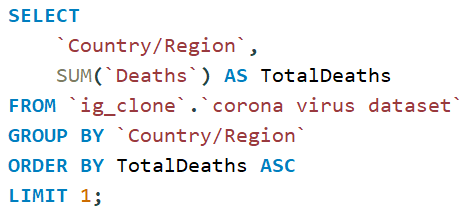 SELECT
`Country/Region`,
SUM(`Deaths`) AS TotalDeaths
FROM `ig_clone`.`corona virus dataset`
GROUP BY `Country/Region`
ORDER BY TotalDeaths ASC
LIMIT 1;